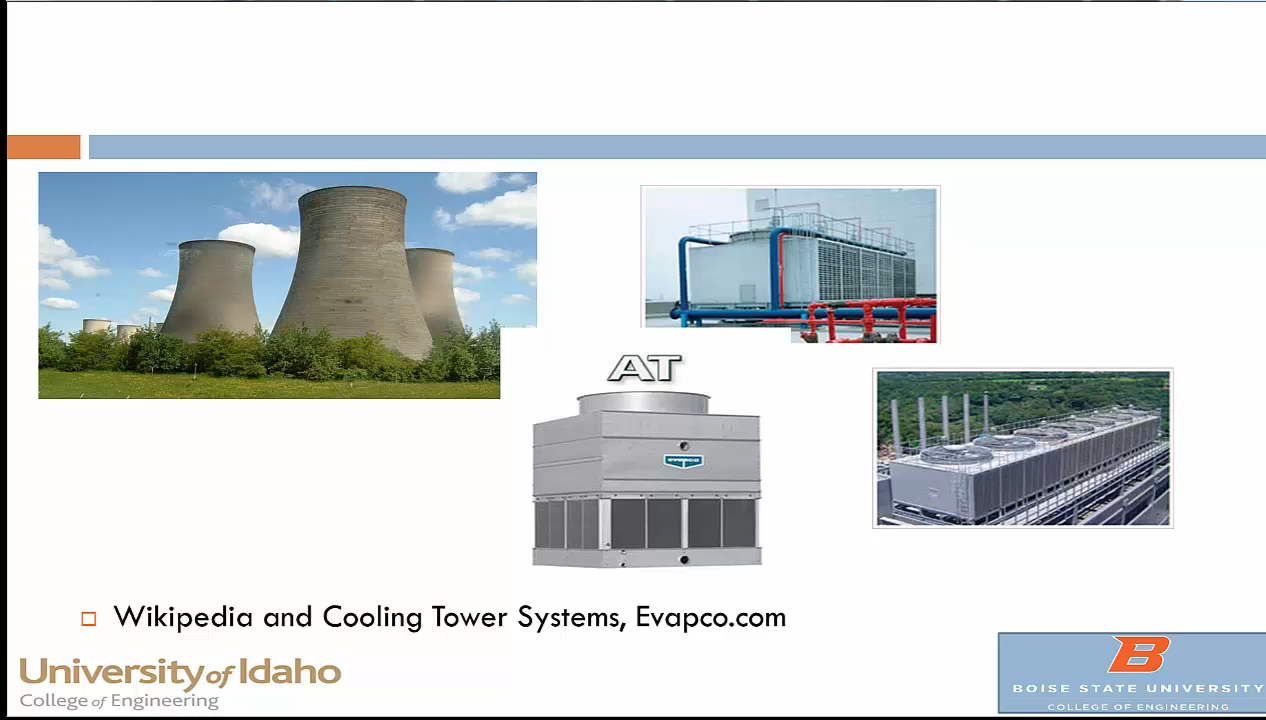 AT
evapco
Wikipedia and Cooling Tower Systems, Evapco.com
University of Idaho
College of Engineering
B
BOISE STATE UNIVERSITY
COLLEGE OF ENGINEERING